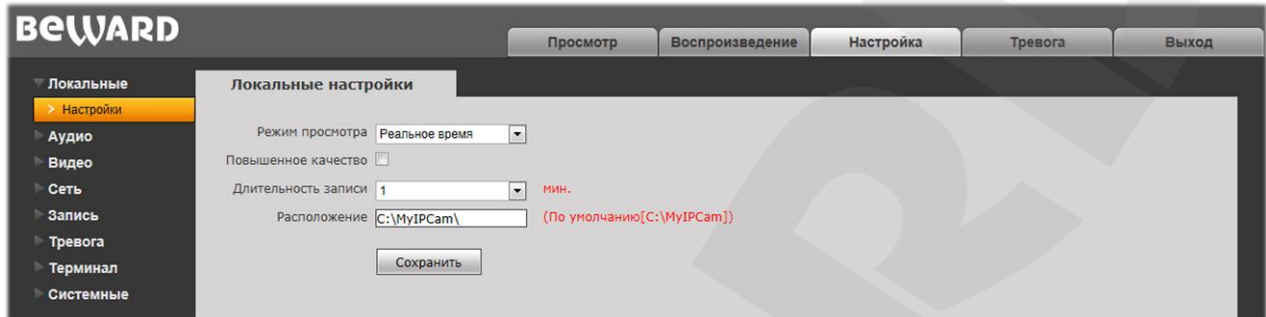 BEWARD
Просмотр Воспроизведение Настройка Тревога Выход
Локальные
> Настройки
Аудио
Видео
Сеть
Запись
Тревога
Терминал
Системные
Локальные настройки
Режим просмотра Реальное время
Повышенное качество
Длительность записи 1 мин.
Расположение C:\MyIPCam\ (По умолчанию[C:\MyIPCam])
Сохранить